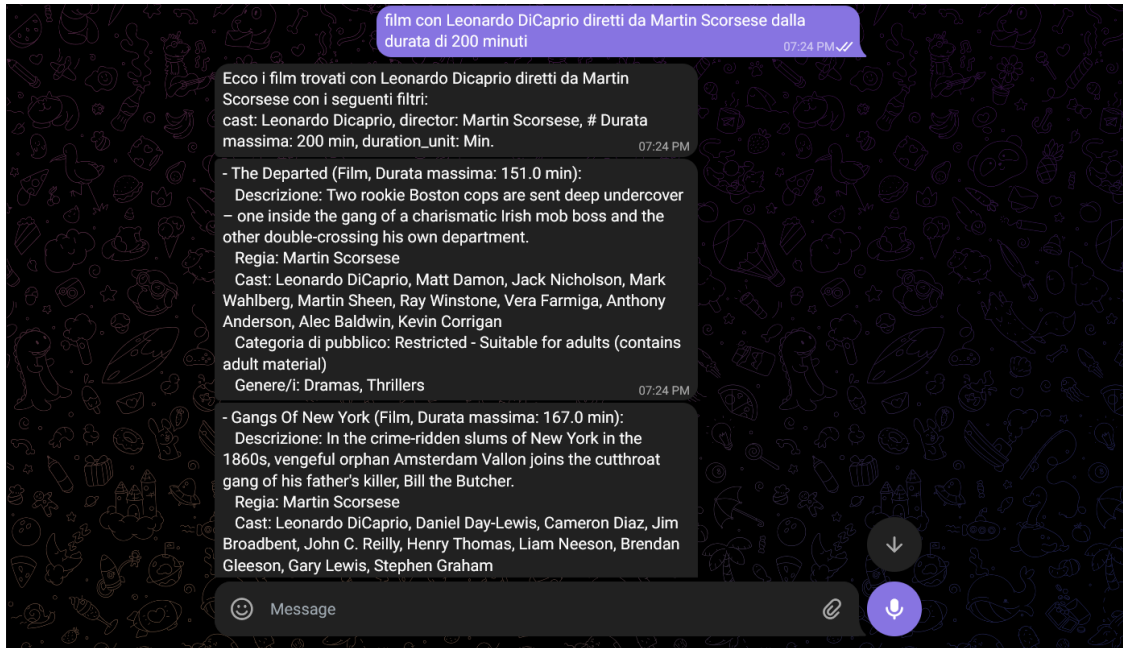 film con Leonardo DiCaprio diretti da Martin Scorsese dalla
durata di 200 minuti
07:24 PM
Ecco i film trovati con Leonardo Dicaprio diretti da Martin
Scorsese con i seguenti filtri:
cast: Leonardo Dicaprio, director: Martin Scorsese, # Durata
massima: 200 min, duration_unit: Min.
07:24 PM
- The Departed (Film, Durata massima: 151.0 min):
Descrizione: Two rookie Boston cops are sent deep undercover
– one inside the gang of a charismatic Irish mob boss and the
other double-crossing his own department.
Regia: Martin Scorsese
Cast: Leonardo DiCaprio, Matt Damon, Jack Nicholson, Mark
Wahlberg, Martin Sheen, Ray Winstone, Vera Farmiga, Anthony
Anderson, Alec Baldwin, Kevin Corrigan
Categoria di pubblico: Restricted - Suitable for adults (contains
adult material)
Genere/i: Dramas, Thrillers
07:24 PM
- Gangs Of New York (Film, Durata massima: 167.0 min):
Descrizione: In the crime-ridden slums of New York in the
1860s, vengeful orphan Amsterdam Vallon joins the cutthroat
gang of his father's killer, Bill the Butcher.
Regia: Martin Scorsese
Cast: Leonardo DiCaprio, Daniel Day-Lewis, Cameron Diaz, Jim
Broadbent, John C. Reilly, Henry Thomas, Liam Neeson, Brendan
Gleeson, Gary Lewis, Stephen Graham
Message